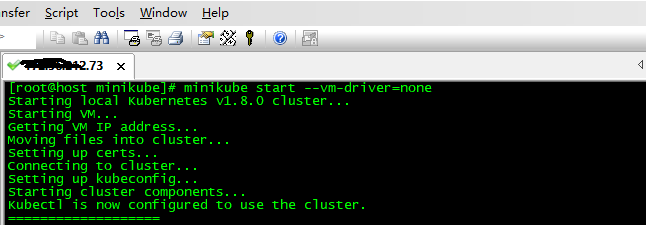 nsfer Script Tools Window Help
2.73
[root@host minikube]# minikube start --vm-driver=none
Starting local Kubernetes v1.8.0 cluster...
Starting VM...
Getting VM IP address...
Moving files into cluster...
Setting up certs...
Connecting to cluster...
Setting up kubeconfig...
Starting cluster components...
Kubectl is now configured to use the cluster.
===================